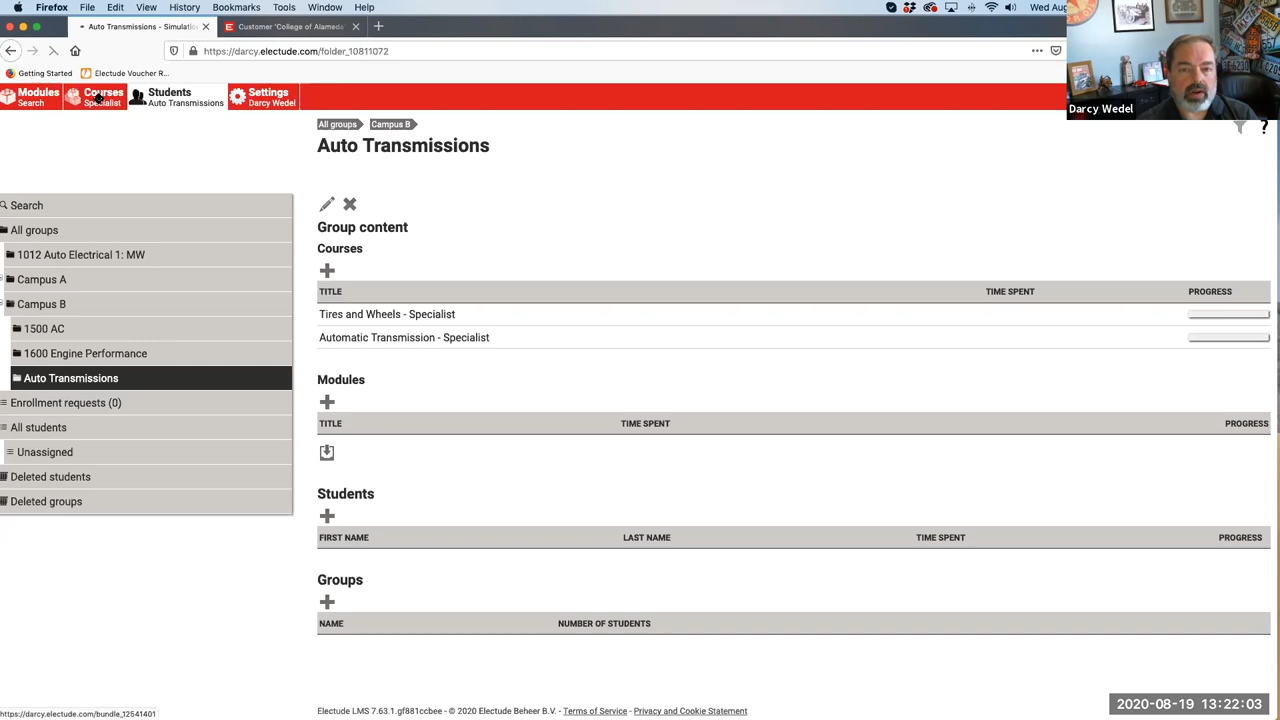 Firefox File Edit View History Bookmarks Tools Window Help Wed Aug
Auto Transmissions - Simulatio
Customer 'College of Alameda'
https://darcy.electude.com/folder_10811072
Getting Started Electude Voucher R...
Modules Search
Courses Specialist
Students Auto Transmissions
Settings Darcy Wedel
Darcy Wedel
All groups Campus B
Auto Transmissions
Search
All groups
1012 Auto Electrical 1: MW
Campus A
Campus B
1500 AC
1600 Engine Performance
Auto Transmissions
Enrollment requests (0)
All students
Unassigned
Deleted students
Deleted groups
Group content
Courses
TITLE TIME SPENT PROGRESS
Tires and Wheels - Specialist
Automatic Transmission - Specialist
Modules
TITLE TIME SPENT PROGRESS
Students
FIRST NAME LAST NAME TIME SPENT PROGRESS
Groups
NAME NUMBER OF STUDENTS
Electude LMS 7.63.1.gf881ccbee - © 2020 Electude Beheer B.V. - Terms of Service - Privacy and Cookie Statement
https://darcy.electude.com/bundle_12541401
2020-08-19 13:22:03